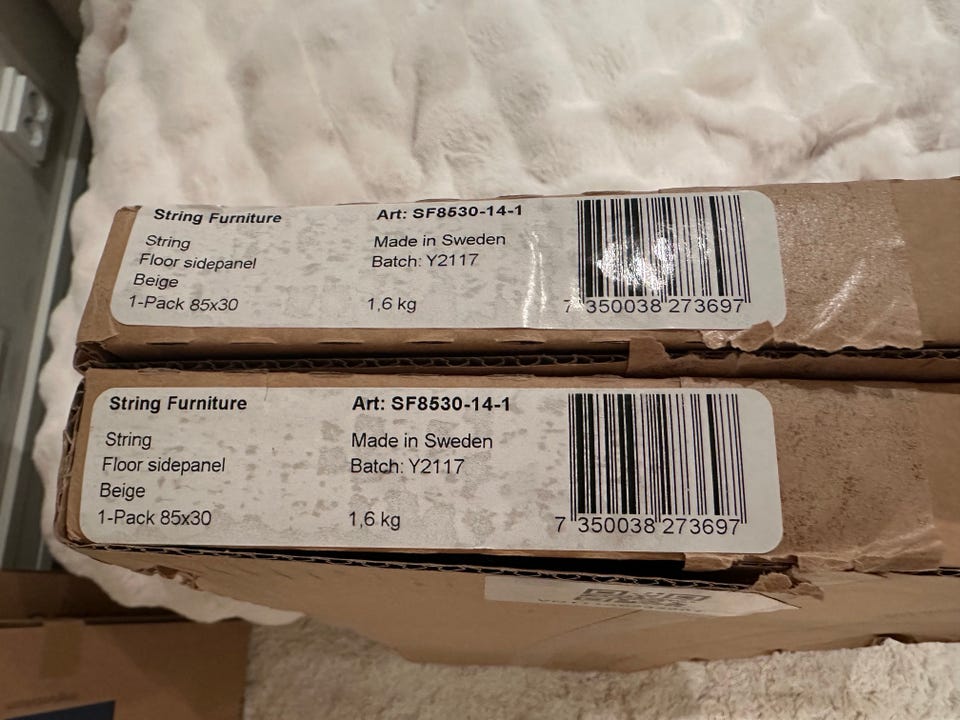 String Furniture
String
Floor sidepanel
Beige
1-Pack 85x30
Art: SF8530-14-1
Made in Sweden
Batch: Y2117
1,6 kg
7 350038 273697
String Furniture
String
Floor sidepanel
Beige
1-Pack 85x30
Art: SF8530-14-1
Made in Sweden
Batch: Y2117
1,6 kg
7 350038 273697